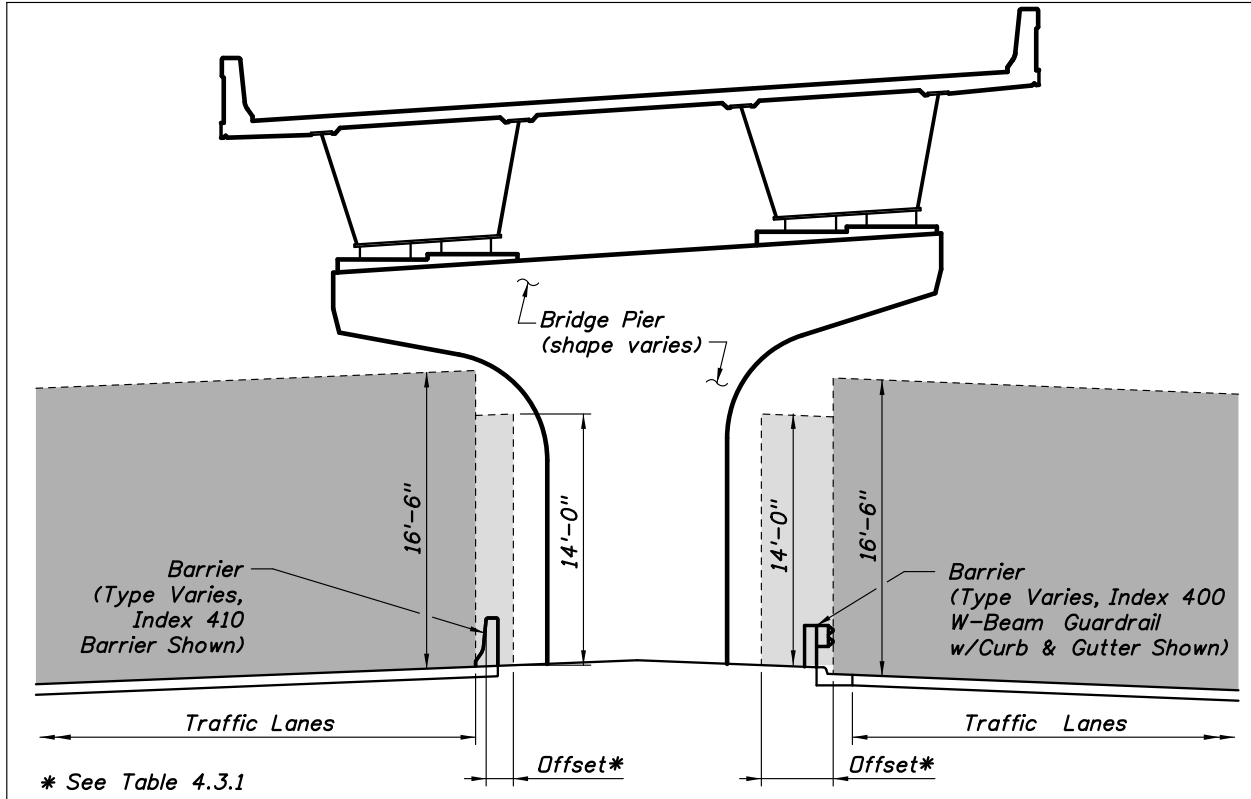 Bridge Pier
(shape varies)
16'-6"
14'-0"
14'-0"
16'-6"
Barrier
(Type Varies,
Index 410
Barrier Shown)
Barrier
(Type Varies, Index 400
W-Beam Guardrail
w/Curb & Gutter Shown)
Traffic Lanes
Traffic Lanes
Offset*
Offset*
* See Table 4.3.1